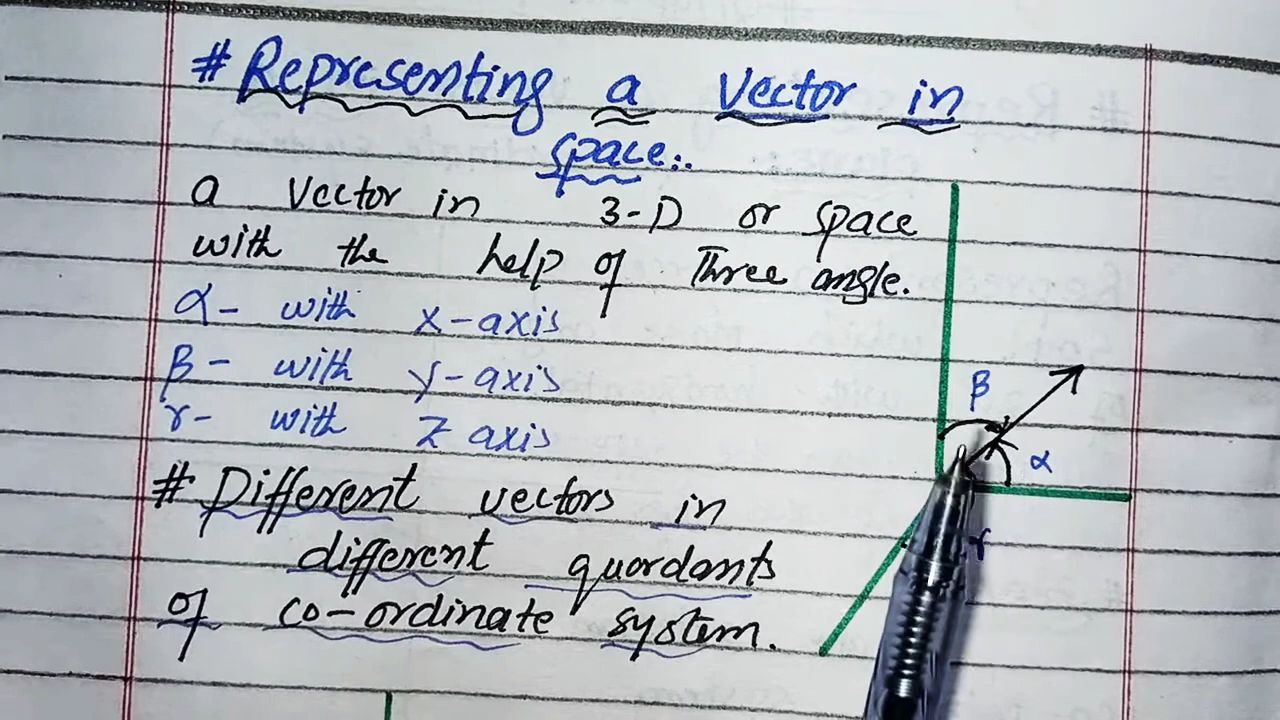 # Representing a vector in
space:.
a vector in 3-D or space
with the help of Three angle.
α- with x-axis
β- with y-axis
r- with Z axis
# Different vectors in
different quordants
of co-ordinate system.
β
α
r